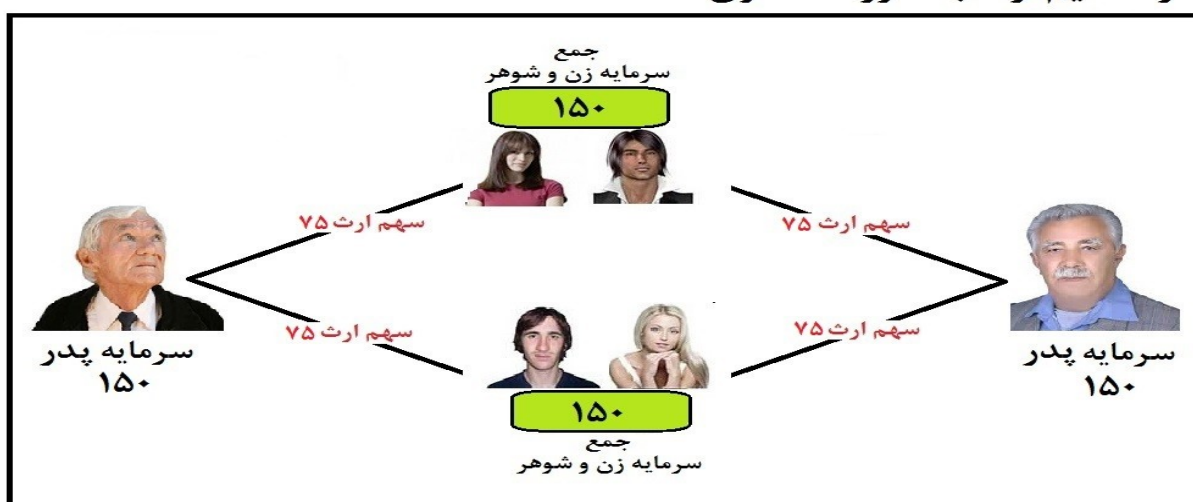 جمع
سرمایه زن و شوهر
۱۵۰
سهم ارث ۷۵
سهم ارث ۷۵
سرمایه پدر
۱۵۰
سهم ارث ۷۵
سهم ارث ۷۵
سرمایه پدر
۱۵۰
۱۵۰
جمع
سرمایه زن و شوهر